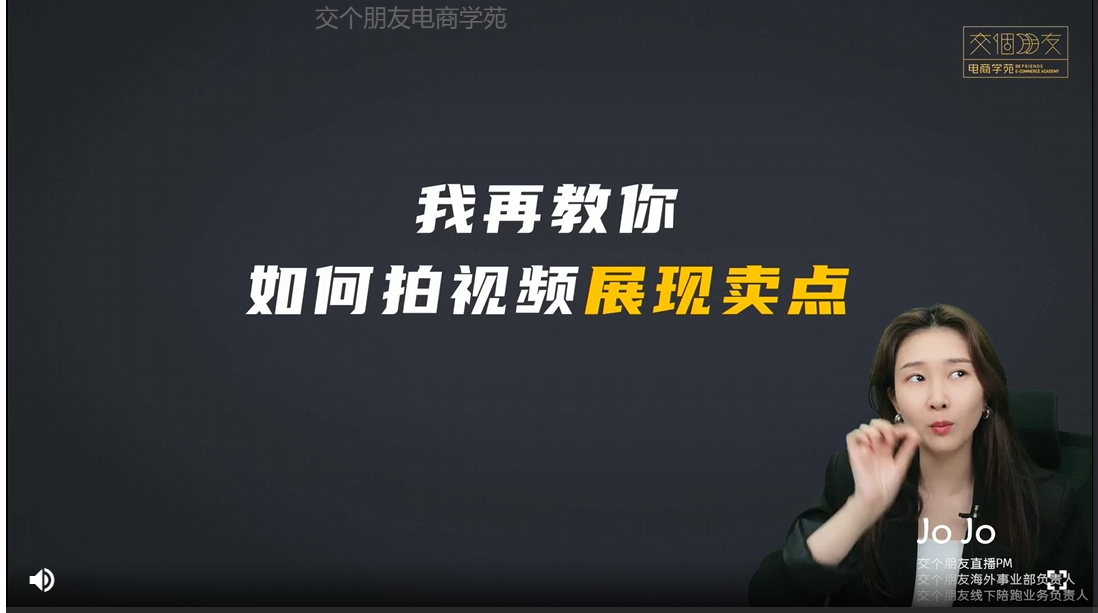 交个朋友电商学苑
交個朋友
电商学苑 BE FRIENDS E-COMMERCE ACADEMY
我再教你
如何拍视频展现卖点
Jo Jo
交个朋友直播PM
交个朋友海外事业部负责人
交个朋友线下陪跑业务负责人